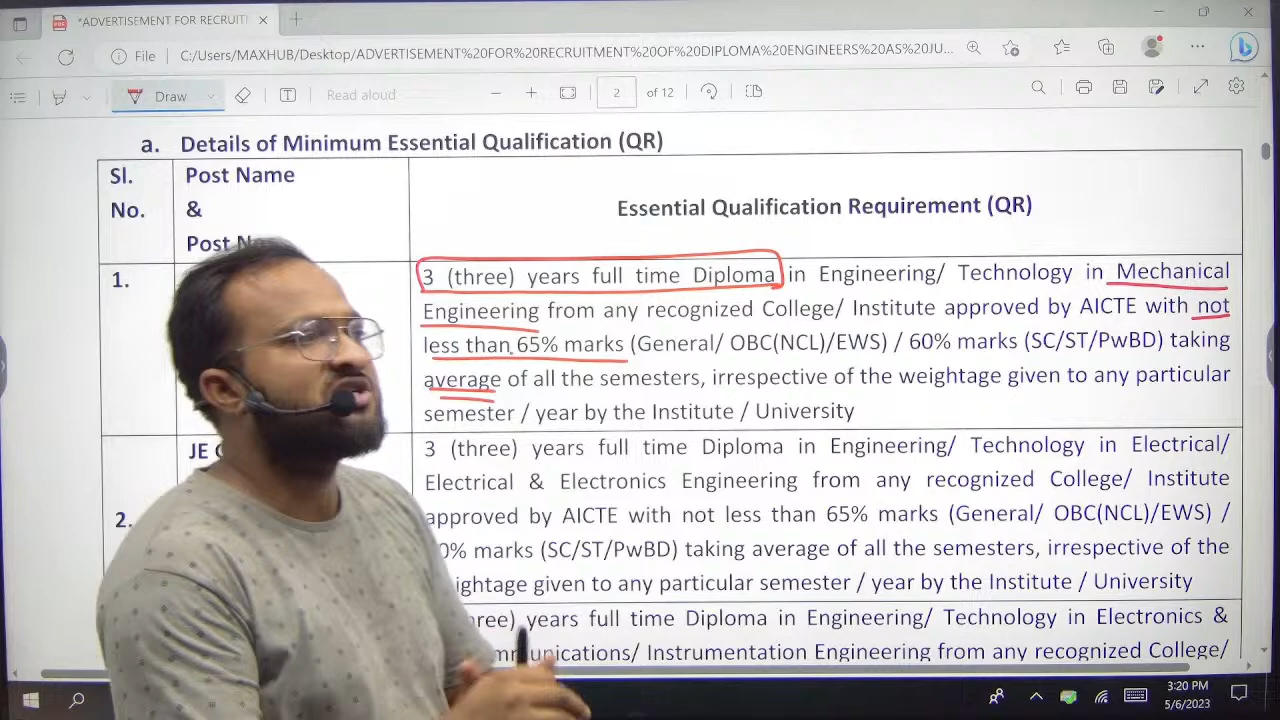 *ADVERTISEMENT FOR RECRUIT
File C:/Users/MAXHUB/Desktop/ADVERTISEMENT%20FOR%20RECRUITMENT%20OF%20DIPLOMA%20ENGINEERS%20AS%20JU...
Draw Read aloud 2 of 12
a. Details of Minimum Essential Qualification (QR)
Sl.
No.
Post Name
&
Post
Essential Qualification Requirement (QR)
1.
3 (three) years full time Diploma in Engineering/ Technology in Mechanical
Engineering from any recognized College/ Institute approved by AICTE with not
less than 65% marks (General/ OBC(NCL)/EWS) / 60% marks (SC/ST/PwBD) taking
average of all the semesters, irrespective of the weightage given to any particular
semester / year by the Institute / University
2.
JE
3 (three) years full time Diploma in Engineering/ Technology in Electrical/
Electrical & Electronics Engineering from any recognized College/ Institute
approved by AICTE with not less than 65% marks (General/ OBC(NCL)/EWS) /
0% marks (SC/ST/PwBD) taking average of all the semesters, irrespective of the
ightage given to any particular semester / year by the Institute / University
ree) years full time Diploma in Engineering/ Technology in Electronics &
unications/ Instrumentation Engineering from any recognized College/
3:20 PM
5/6/2023